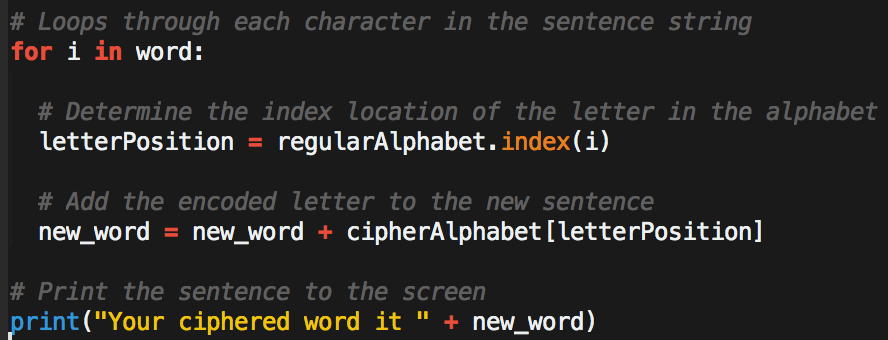 # Loops through each character in the sentence string
for i in word:
# Determine the index location of the letter in the alphabet
letterPosition = regularAlphabet.index(i)
# Add the encoded letter to the new sentence
new_word = new_word + cipherAlphabet[letterPosition]
# Print the sentence to the screen
print("Your ciphered word it " + new_word)